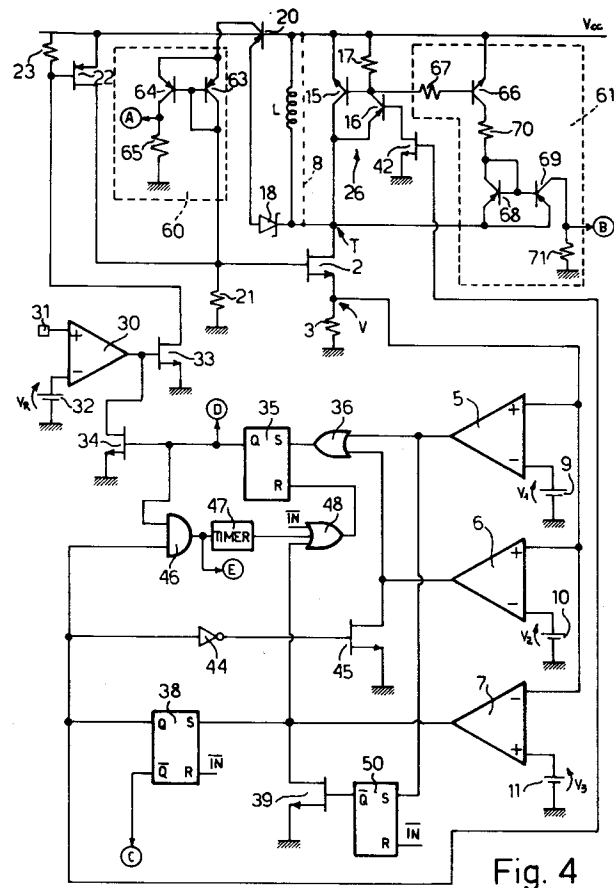 20
Vcc
23
22
64
63
A
65
60
L
8
18
17
15
16
26
42
67
66
61
70
69
68
B
71
T
2
21
3
V
31
+
30
-
VR
32
33
34
D
35
Q
S
R
36
5
+
-
V1
9
46
47
TIMER
IN
48
E
6
+
-
V2
10
44
45
38
Q
S
Q
R
IN
C
39
50
Q
S
R
IN
7
-
+
11
V3
Fig. 4